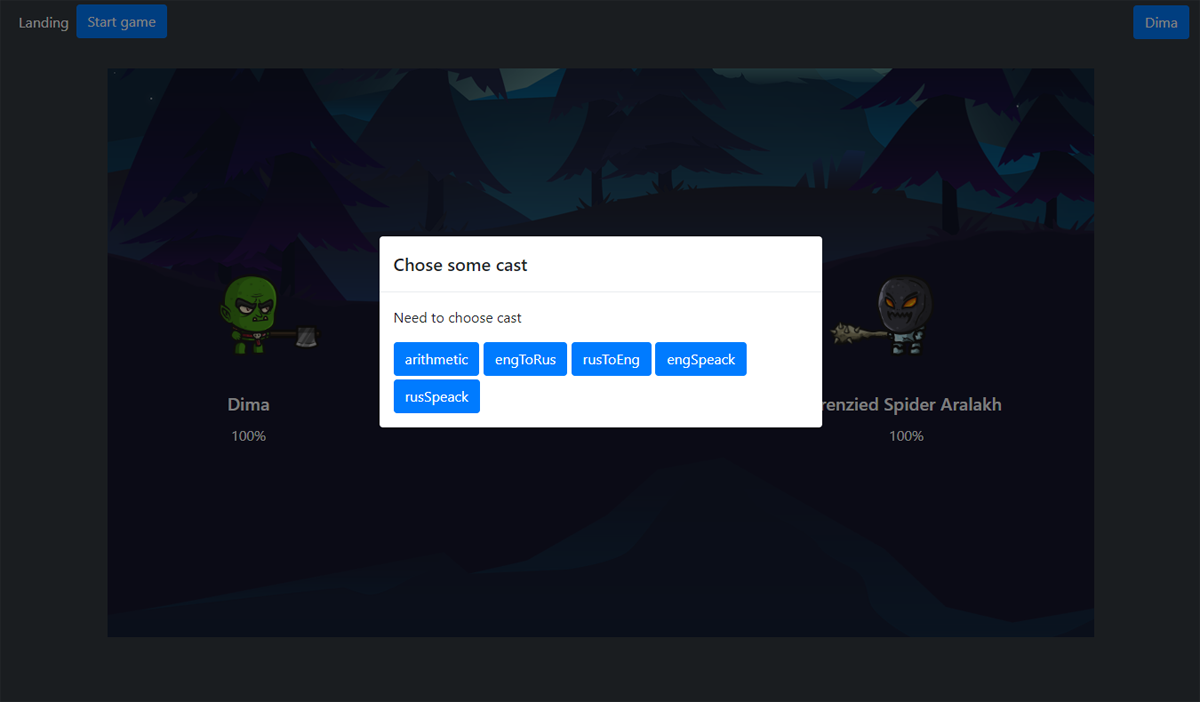 Landing Start game Dima
Chose some cast
Need to choose cast
arithmetic engToRus rusToEng engSpeack
rusSpeack
Dima renzied Spider Aralakh
100% 100%